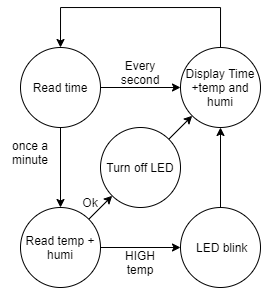 Every
second
Read time
Display Time
+temp and
humi
once a
minute
Turn off LED
Ok
Read temp +
humi
HIGH
temp
LED blink